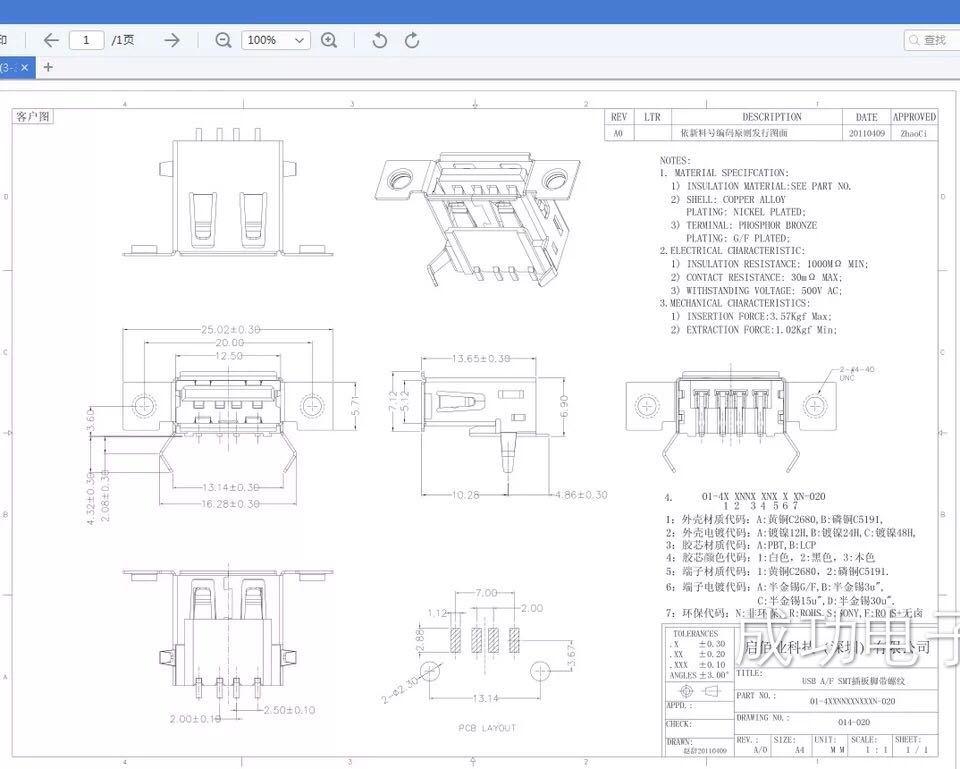 印
1
/1页
100%
查找
(3-
客户图
4
3
2
1
REV LTR DESCRIPTION DATE APPROVED
A0 依新料号编码原则发行图面 20110409 ZhaoCi
NOTES:
1. MATERIAL SPECIFCATION:
1) INSULATION MATERIAL:SEE PART NO.
2) SHELL: COPPER ALLOY
PLATING: NICKEL PLATED;
3) TERMINAL: PHOSPHOR BRONZE
PLATING: G/F PLATED;
2.ELECTRICAL CHARACTERISTIC:
1) INSULATION RESISTANCE: 1000MΩ MIN;
2) CONTACT RESISTANCE: 30mΩ MAX;
3) WITHSTANDING VOLTAGE: 500V AC;
3.MECHANICAL CHARACTERISTICS:
1) INSERTION FORCE:3.57Kgf Max;
2) EXTRACTION FORCE:1.02Kgf Min;
D
D
C
C
B
B
A
A
25.02±0.30
20.00
12.50
5.71
3.60
4.32±0.30
2.08±0.30
13.14±0.30
16.28±0.30
13.65±0.30
7.12
5.12
6.90
10.28
4.86±0.30
2-#4-40
UNC
4. 01-4X XNNX XNX X XN-020
1 2 3 4 5 6 7
1: 外壳材质代码: A:黄铜C2680,B:磷铜C5191,
2: 外壳电镀代码: A:镀镍12H,B:镀镍24H,C:镀镍48H,
3: 胶芯材质代码: A:PBT,B:LCP
4: 胶芯颜色代码: 1:白色, 2:黑色, 3:本色
5: 端子材质代码: 1:黄铜C2680, 2:磷铜C5191.
6: 端子电镀代码: A:半金锡G/F,B:半金锡3u",
C:半金锡15u",D:半金锡30u".
7: 环保代码: N:非环保、R:ROHS、S:SONY,F:ROHS+无卤
2.00±0.10
2.50±0.10
7.00
2.00
1.12
2.88
3.67
2-Ø2.30
13.14
PCB LAYOUT
TOLERANCES
.X ±0.30
.XX ±0.20
.XXX ±0.10
ANGLES ±3.00°
APPD.:
CHECK:
DRAWN:
20110409
科技(深圳)有限公司
成功电子
TITLE:
USB A/F SMT插板脚带螺纹
PART NO.:
01-4XXNNXXNXXXN-020
DRAWING NO.:
014-020
REV.: A/0
SIZE: A4
UNIT: M M
SCALE: 1 : 1
SHEET: 1 / 1
4
3
2
1